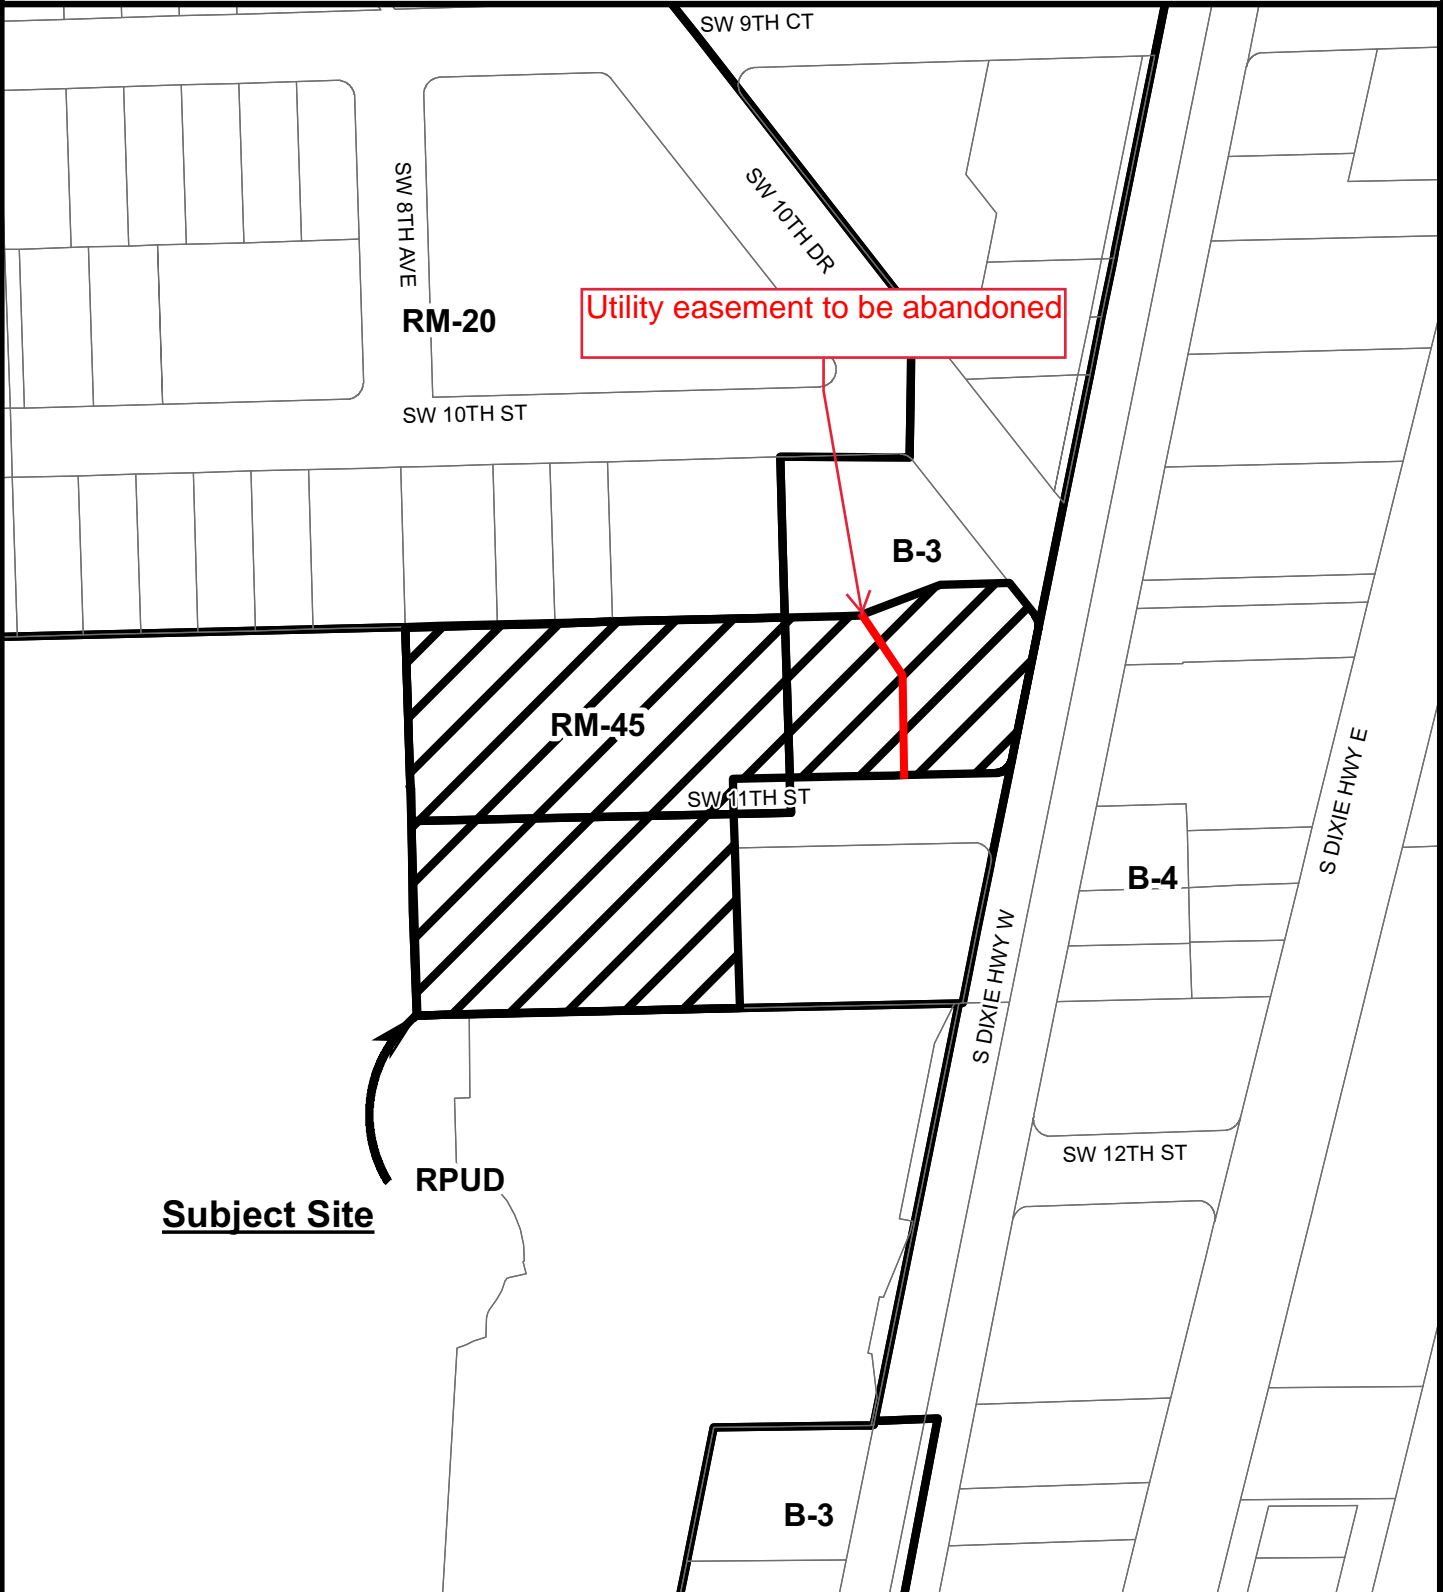 SW 9TH CT
SW 8TH AVE
SW 10TH DR
Utility easement to be abandoned
RM-20
SW 10TH ST
B-3
RM-45
SW 11TH ST
S DIXIE HWY E
B-4
S DIXIE HWY W
SW 12TH ST
RPUD
Subject Site
B-3